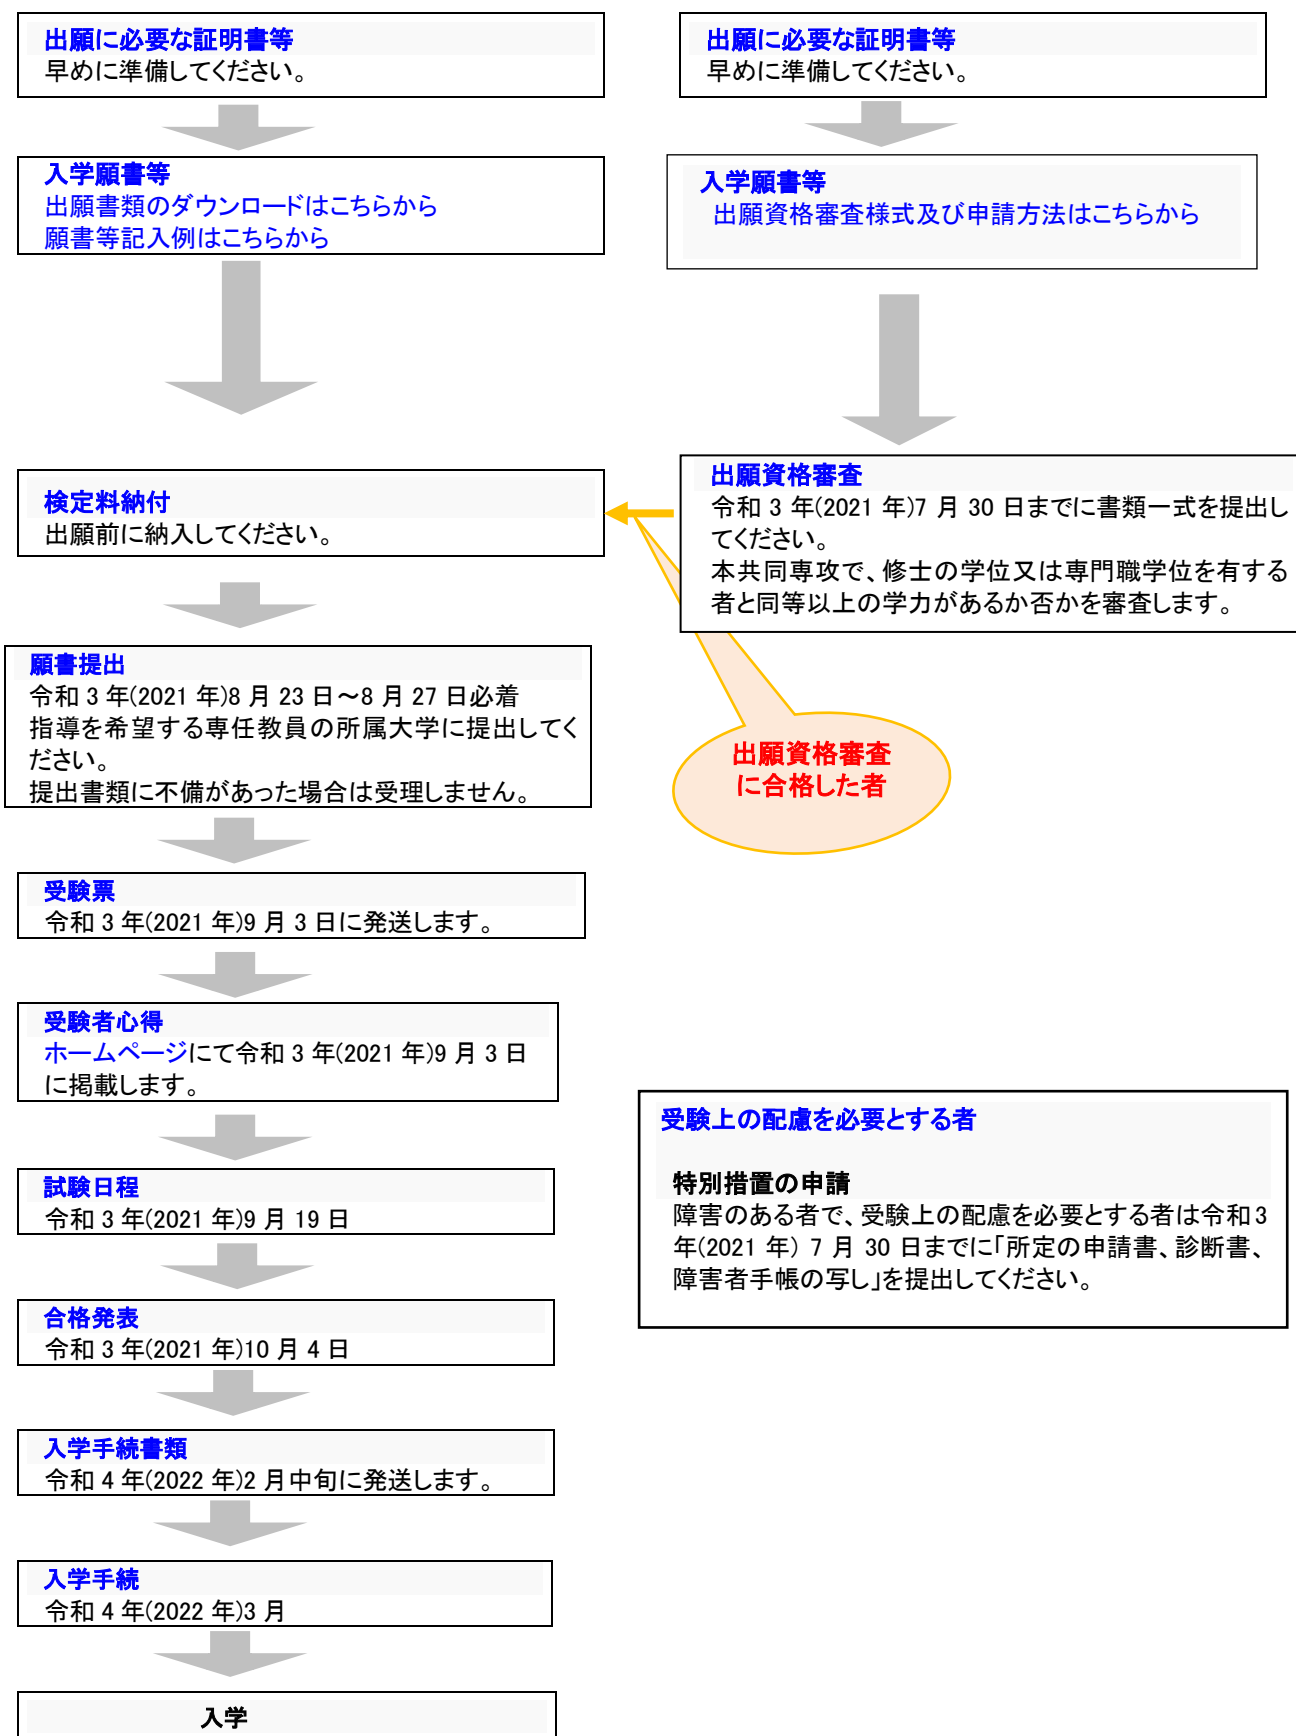 出願に必要な証明書等
早めに準備してください。
入学願書等
出願書類のダウンロードはこちらから
願書等記入例はこちらから
検定料納付
出願前に納入してください。
願書提出
令和 3 年(2021 年)8 月 23 日～8 月 27 日必着
指導を希望する専任教員の所属大学に提出してく
ださい。
提出書類に不備があった場合は受理しません。
受験票
令和 3 年(2021 年)9 月 3 日に発送します。
受験者心得
ホームページにて令和 3 年(2021 年)9 月 3 日
に掲載します。
試験日程
令和 3 年(2021 年)9 月 19 日
合格発表
令和 3 年(2021 年)10 月 4 日
入学手続書類
令和 4 年(2022 年)2 月中旬に発送します。
入学手続
令和 4 年(2022 年)3 月
入学
出願に必要な証明書等
早めに準備してください。
入学願書等
出願資格審査様式及び申請方法はこちらから
出願資格審査
令和 3 年(2021 年)7 月 30 日までに書類一式を提出し
てください。
本共同専攻で、修士の学位又は専門職学位を有する
者と同等以上の学力があるか否かを審査します。
出願資格審査
に合格した者
受験上の配慮を必要とする者
特別措置の申請
障害のある者で、受験上の配慮を必要とする者は令和 3
年(2021 年) 7 月 30 日までに「所定の申請書、診断書、
障害者手帳の写し」を提出してください。